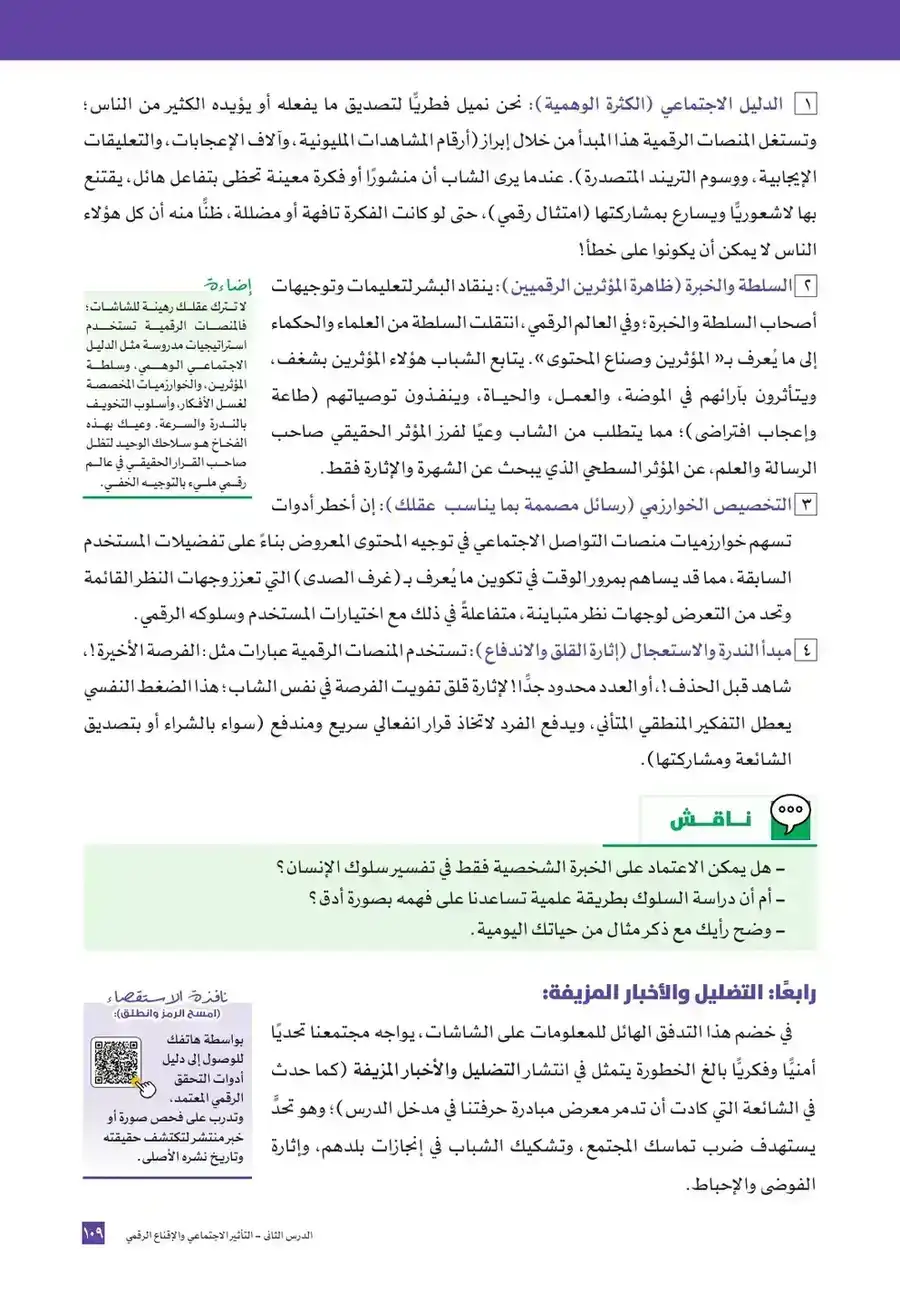 ١ الدليل الاجتماعي (الكثرة الوهمية): نحن نميل فطريًّا لتصديق ما يفعله أو يؤيده الكثير من الناس؛
وتستغل المنصات الرقمية هذا المبدأ من خلال إبراز (أرقام المشاهدات المليونية، وآلاف الإعجابات، والتعليقات
الإيجابية، ووسوم التريند المتصدرة). عندما يرى الشاب أن منشورًا أو فكرة معينة تحظى بتفاعل هائل، يقتنع
بها لاشعوريًّا ويسارع بمشاركتها (امتثال رقمي)، حتى لو كانت الفكرة تافهة أو مضللة، ظنًّا منه أن كل هؤلاء
الناس لا يمكن أن يكونوا على خطأ!
٢ السلطة والخبرة (ظاهرة المؤثرين الرقميين): ينقاد البشر لتعليمات وتوجيهات
أصحاب السلطة والخبرة؛ وفي العالم الرقمي، انتقلت السلطة من العلماء والحكماء
إلى ما يُعرف بـ« المؤثرين وصناع المحتوى». يتابع الشباب هؤلاء المؤثرين بشغف،
ويتأثرون بآرائهم في الموضة، والعمل، والحياة، وينفذون توصياتهم (طاعة
وإعجاب افتراضى)؛ مما يتطلب من الشاب وعيًا لفرز المؤثر الحقيقي صاحب
الرسالة والعلم، عن المؤثر السطحي الذي يبحث عن الشهرة والإثارة فقط.
إضاءة
لا تترك عقلك رهينة للشاشات؛
فالمنصات الرقمية تستخدم
استراتيجيات مدروسة مثل الدليل
الاجتماعي الوهمي، وسلطة
المؤثرين، والخوارزميات المخصصة
لغسل الأفكار، وأسلوب التخويف
بالندرة والسرعة. وعيك بهذه
الفخاخ هو سلاحك الوحيد لتظل
صاحب القرار الحقيقي في عالم
رقمي مليء بالتوجيه الخفي.
٣ التخصيص الخوارزمي (رسائل مصممة بما يناسب عقلك): إن أخطر أدوات
تسهم خوارزميات منصات التواصل الاجتماعي في توجيه المحتوى المعروض بناءً على تفضيلات المستخدم
السابقة، مما قد يساهم بمرور الوقت في تكوين ما يُعرف بـ (غرف الصدى) التي تعزز وجهات النظر القائمة
وتحد من التعرض لوجهات نظر متباينة، متفاعلةً في ذلك مع اختيارات المستخدم وسلوكه الرقمي.
٤ مبدأ الندرة والاستعجال (إثارة القلق والاندفاع): تستخدم المنصات الرقمية عبارات مثل: الفرصة الأخيرة!،
شاهد قبل الحذف!، أو العدد محدود جدًّا! لإثارة قلق تفويت الفرصة في نفس الشاب؛ هذا الضغط النفسي
يعطل التفكير المنطقي المتأني، ويدفع الفرد لاتخاذ قرار انفعالي سريع ومندفع (سواء بالشراء أو بتصديق
الشائعة ومشاركتها).
ناقش
– هل يمكن الاعتماد على الخبرة الشخصية فقط في تفسير سلوك الإنسان؟
– أم أن دراسة السلوك بطريقة علمية تساعدنا على فهمه بصورة أدق؟
– وضح رأيك مع ذكر مثال من حياتك اليومية.
رابعًا: التضليل والأخبار المزيفة:
في خضم هذا التدفق الهائل للمعلومات على الشاشات، يواجه مجتمعنا تحديًا
أمنيًّا وفكريًّا بالغ الخطورة يتمثل في انتشار التضليل والأخبار المزيفة (كما حدث
في الشائعة التي كادت أن تدمر معرض مبادرة حرفتنا في مدخل الدرس)؛ وهو تحدٍّ
يستهدف ضرب تماسك المجتمع، وتشكيك الشباب في إنجازات بلدهم، وإثارة
الفوضى والإحباط.
نافذة الاستقصاء
(امسح الرمز وانطلق):
بواسطة هاتفك
للوصول إلى دليل
أدوات التحقق
الرقمي المعتمد،
وتدرب على فحص صورة أو
خبر منتشر لتكتشف حقيقته
وتاريخ نشره الأصلى.
الدرس الثانى – التأثير الاجتماعي والإقناع الرقمي
١٠٩